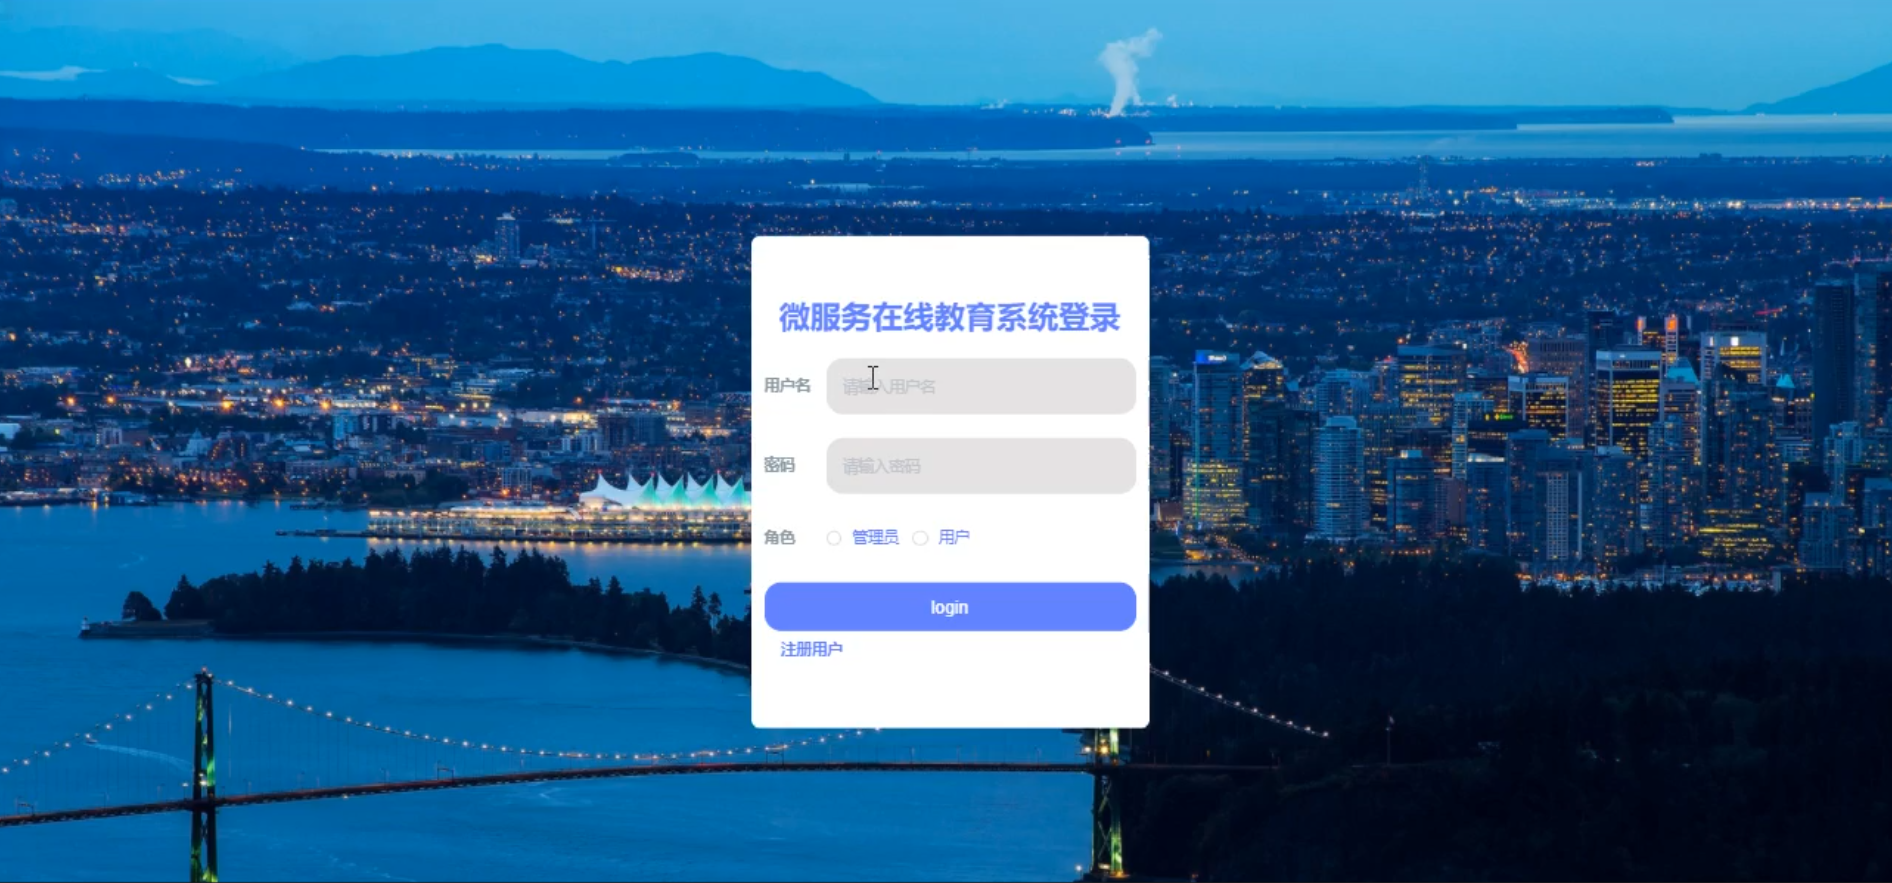 微服务在线教育系统登录
用户名 请输入用户名
密码 请输入密码
角色 管理员 用户
login
注册用户